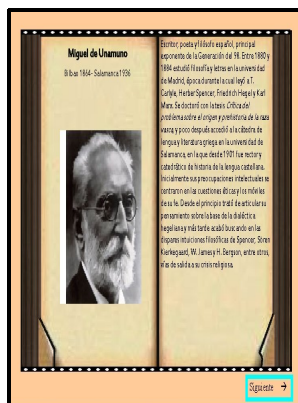 Miguel de Unamuno
Bilbao 1864- Salamanca 1936
Escritor, poeta y filósofo español, principal
exponente de la Generación del 98. Entre 1880 y
1884 estudió filosofía y letras en la universidad
de Madrid, época durante la cual leyó a T.
Carlyle, Herber Spencer, Friedrich Hegel y Karl
Marx. Se doctoró con la tesis Crítica del
problema sobre el origen y prehistoria de la raza
vasca, y poco después accedió a la cátedra de
lengua y literatura griega en la universidad de
Salamanca, en la que desde 1901 fue rector y
catedrático de historia de la lengua castellana.
Inicialmente sus preocupaciones intelectuales se
centraron en las cuestiones éticas y los móviles
de su fe. Desde el principio trató de articular su
pensamiento sobre la base de la dialéctica
hegeliana y más tarde acabó buscando en las
dispares intuiciones filosóficas de Spencer, Sören
Kierkegaard, W. James y H. Bergson, entre otros,
vías de salida a su crisis religiosa.
Siguiente →